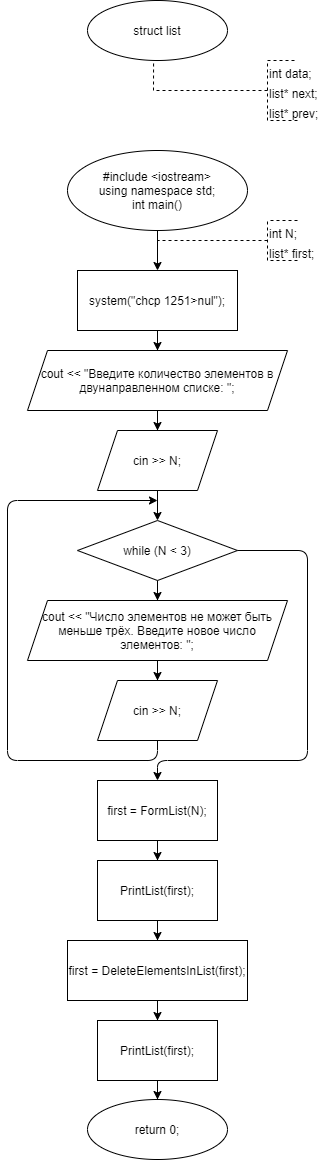 struct list
int data;
list* next;
list* prev;
#include <iostream>
using namespace std;
int main()
int N;
list* first;
system("chcp 1251>nul");
cout << "Введите количество элементов в
двунаправленном списке: ";
cin >> N;
while (N < 3)
cout << "Число элементов не может быть
меньше трёх. Введите новое число
элементов: ";
cin >> N;
first = FormList(N);
PrintList(first);
first = DeleteElementsInList(first);
PrintList(first);
return 0;